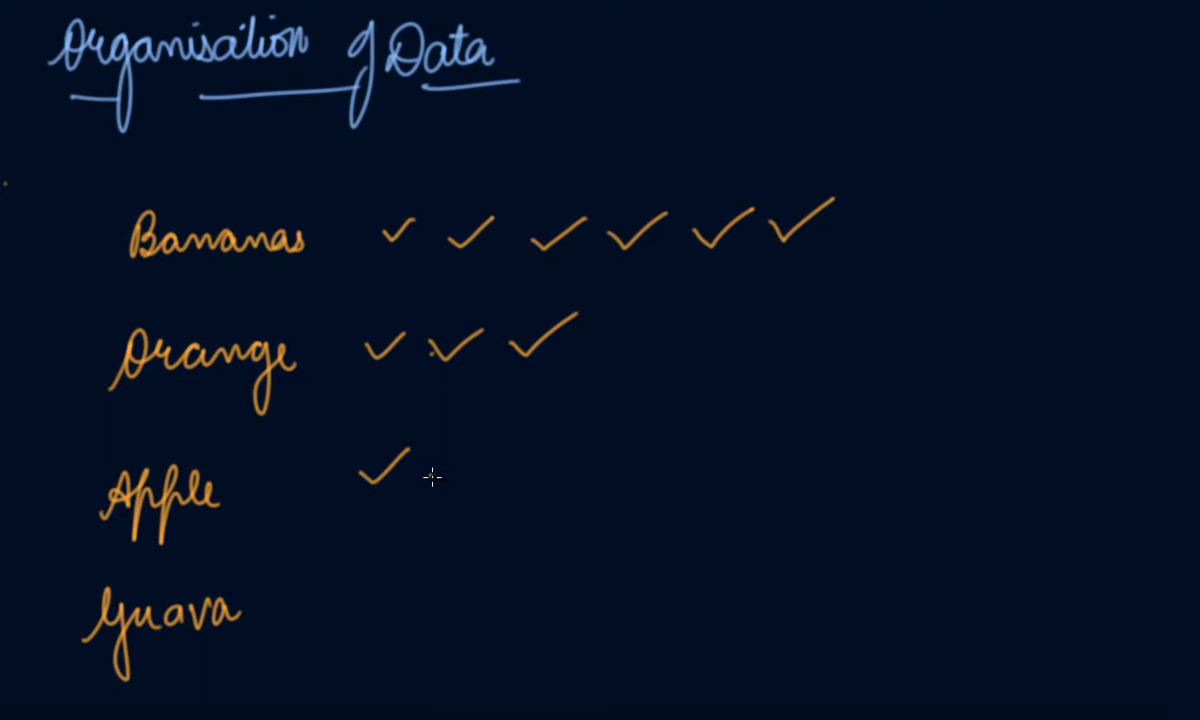 Organisation of Data
Bananas ✓ ✓ ✓ ✓ ✓ ✓
Orange ✓ ✓ ✓
Apple ✓
Guava